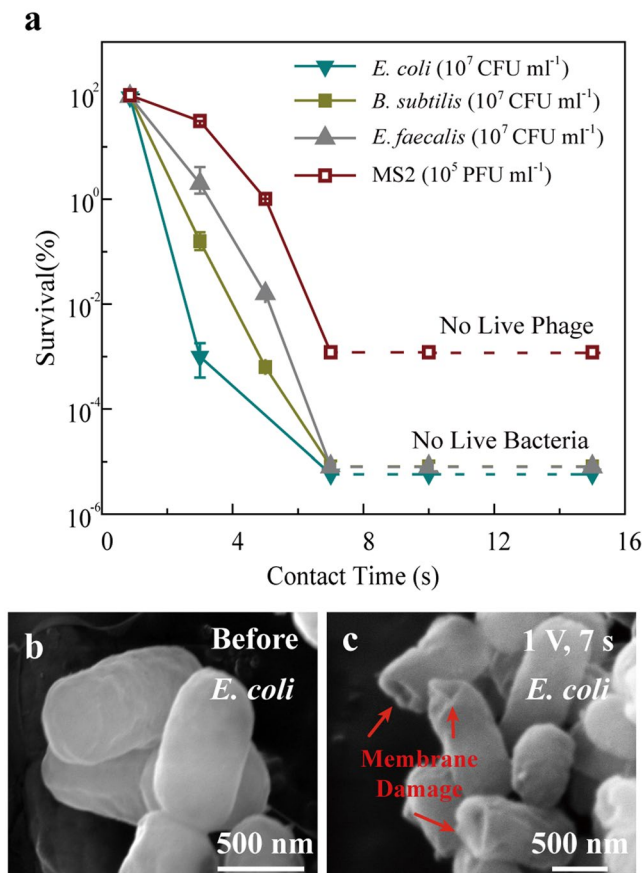 a
E. coli (10⁷ CFU ml⁻¹)
B. subtilis (10⁷ CFU ml⁻¹)
E. faecalis (10⁷ CFU ml⁻¹)
MS2 (10⁵ PFU ml⁻¹)
10²
10⁰
10⁻²
10⁻⁴
10⁻⁶
Survival(%)
No Live Phage
No Live Bacteria
0 4 8 12 16
Contact Time (s)
b Before
E. coli
500 nm
c 1 V, 7 s
E. coli
Membrane
Damage
500 nm